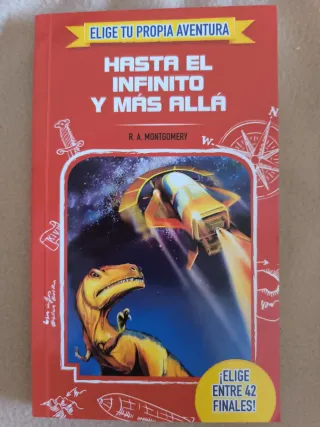 ELIGE TU PROPIA AVENTURA
HASTA EL
INFINITO
Y MÁS ALLÁ
R. A. MONTGOMERY
W
¡ELIGE
ENTRE 42
FINALES!